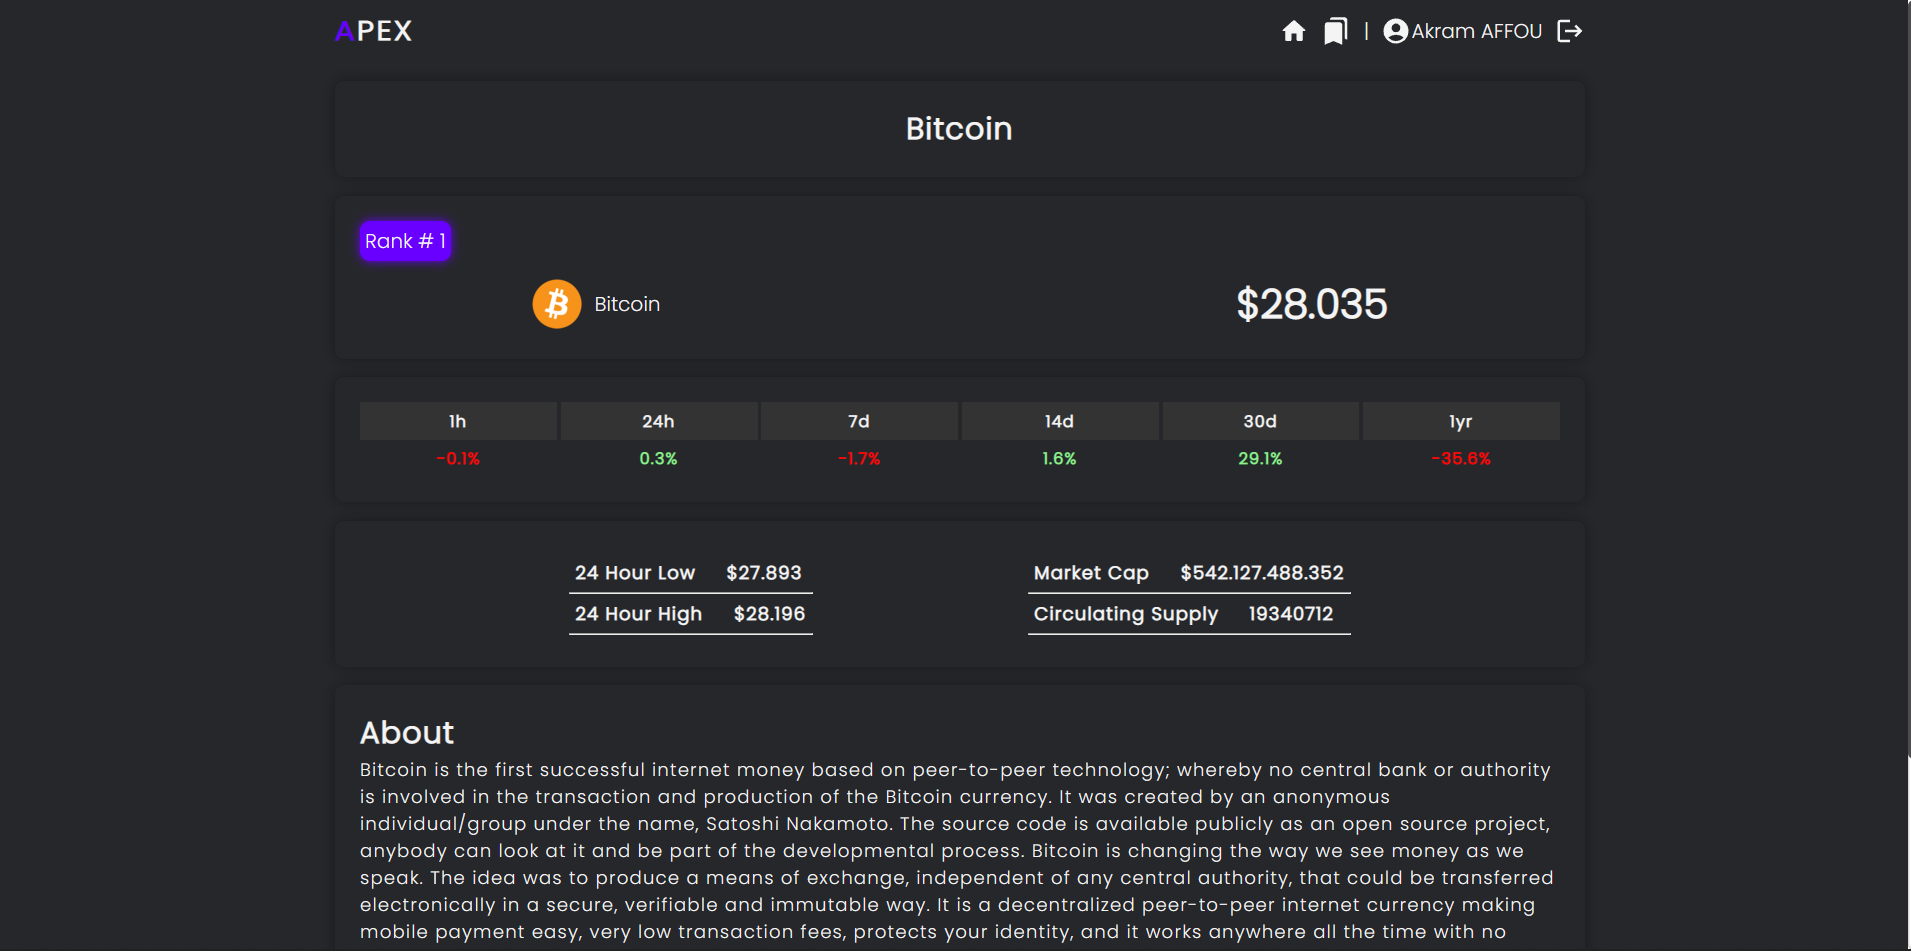 APEX
| Akram AFFOU
Bitcoin
Rank # 1
Bitcoin
$28.035
1h 24h 7d 14d 30d 1yr
-0.1% 0.3% -1.7% 1.6% 29.1% -35.6%
24 Hour Low $27.893
24 Hour High $28.196
Market Cap $542.127.488.352
Circulating Supply 19340712
About
Bitcoin is the first successful internet money based on peer-to-peer technology; whereby no central bank or authority
is involved in the transaction and production of the Bitcoin currency. It was created by an anonymous
individual/group under the name, Satoshi Nakamoto. The source code is available publicly as an open source project,
anybody can look at it and be part of the developmental process. Bitcoin is changing the way we see money as we
speak. The idea was to produce a means of exchange, independent of any central authority, that could be transferred
electronically in a secure, verifiable and immutable way. It is a decentralized peer-to-peer internet currency making
mobile payment easy, very low transaction fees, protects your identity, and it works anywhere all the time with no